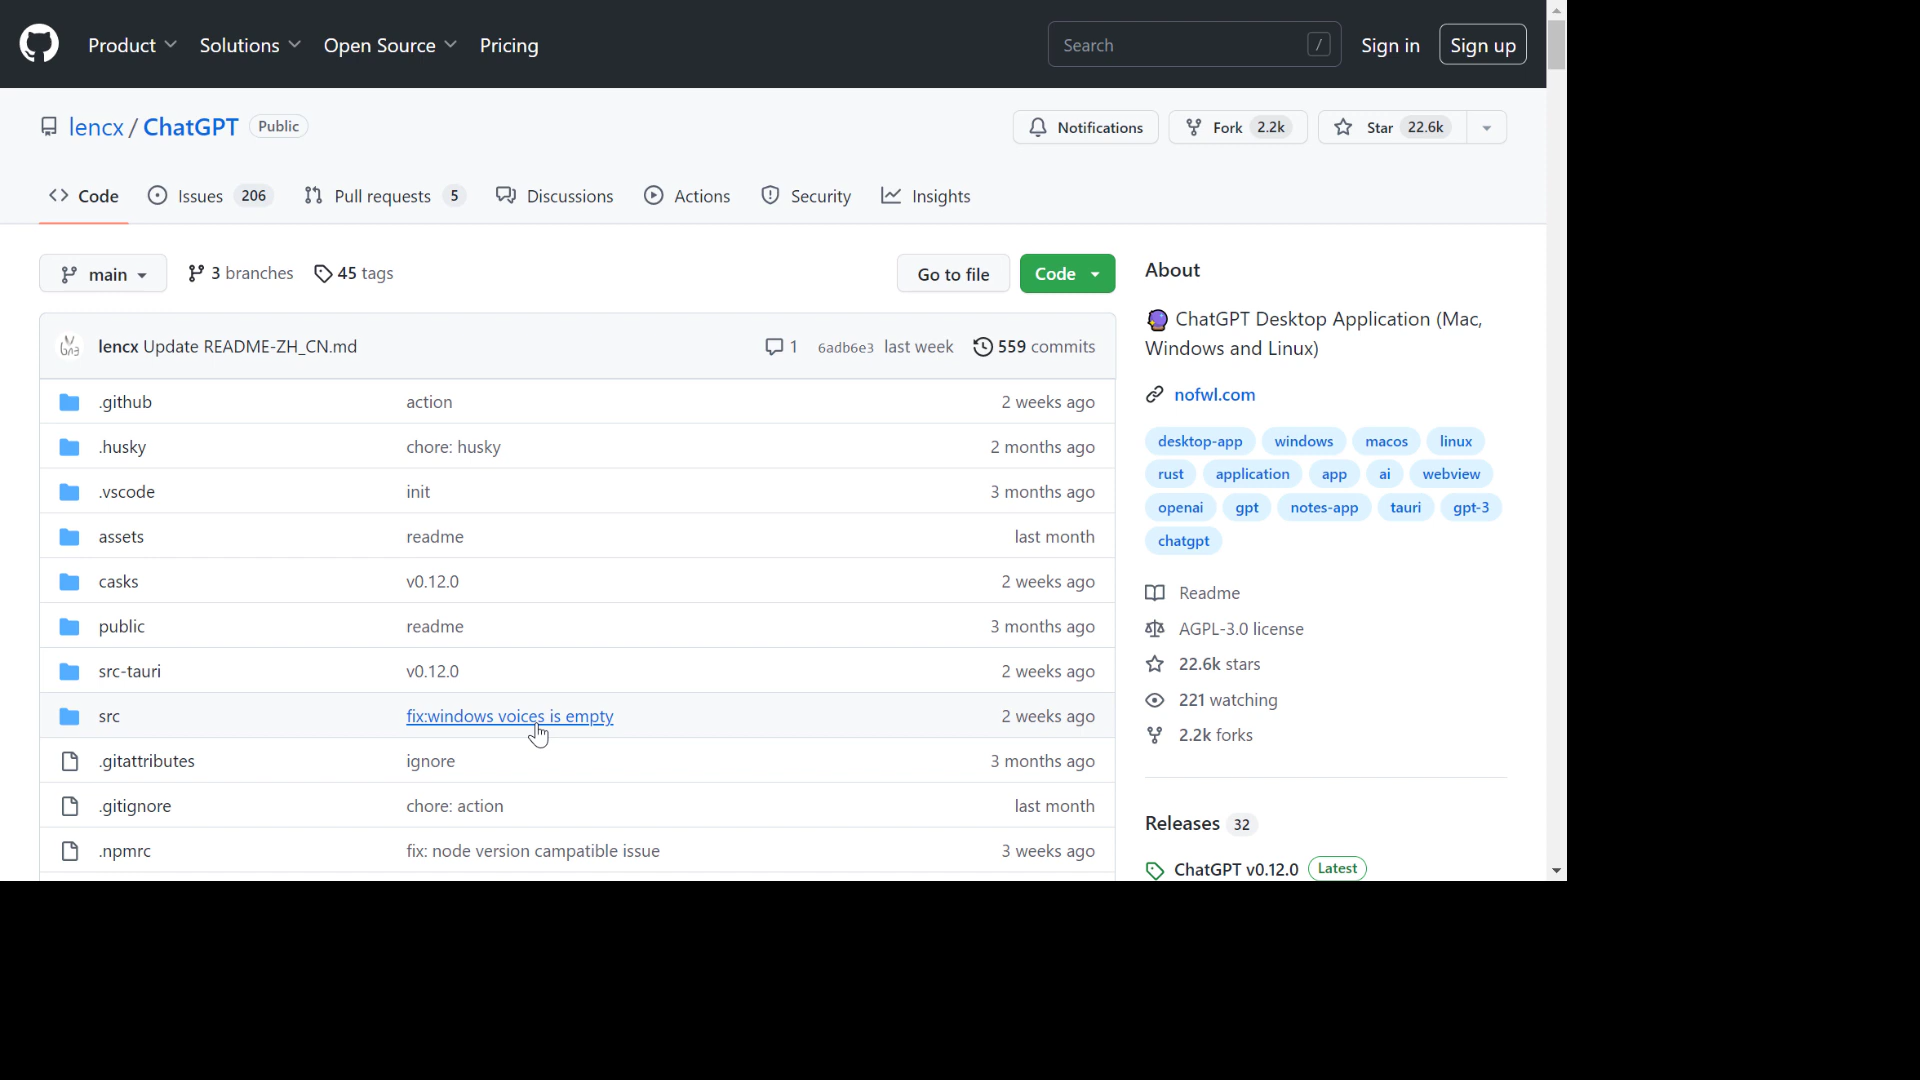 Product Solutions Open Source Pricing Search / Sign in Sign up
lencx / ChatGPT Public Notifications Fork 2.2k Star 22.6k
Code Issues 206 Pull requests 5 Discussions Actions Security Insights
main 3 branches 45 tags Go to file Code
lencx Update README-ZH_CN.md 1 6adb6e3 last week 559 commits
.github action 2 weeks ago
.husky chore: husky 2 months ago
.vscode init 3 months ago
assets readme last month
casks v0.12.0 2 weeks ago
public readme 3 months ago
src-tauri v0.12.0 2 weeks ago
src fix:windows voices is empty 2 weeks ago
.gitattributes ignore 3 months ago
.gitignore chore: action last month
.npmrc fix: node version campatible issue 3 weeks ago
About
ChatGPT Desktop Application (Mac,
Windows and Linux)
nofwl.com
desktop-app windows macos linux
rust application app ai webview
openai gpt notes-app tauri gpt-3
chatgpt
Readme
AGPL-3.0 license
22.6k stars
221 watching
2.2k forks
Releases 32
ChatGPT v0.12.0 Latest